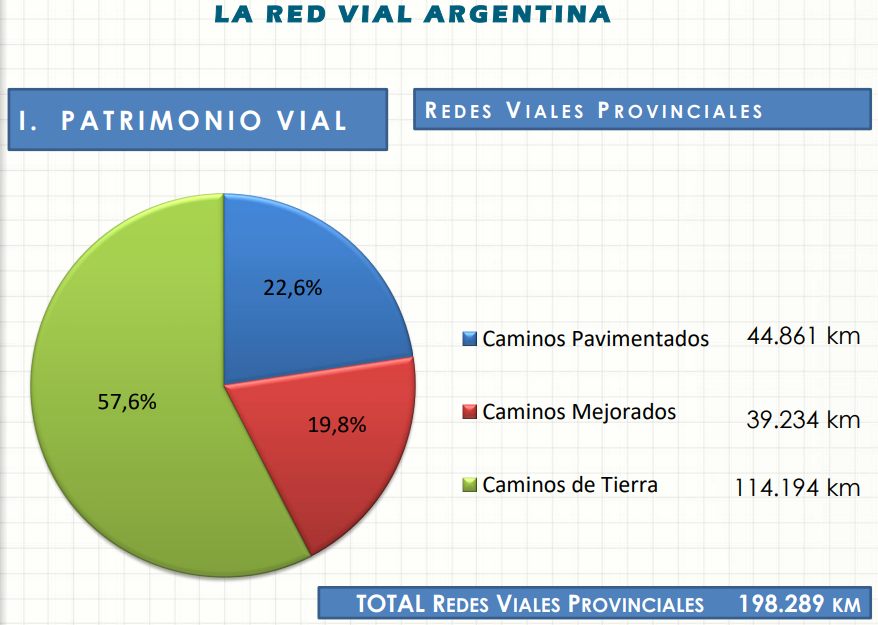 LA RED VIAL ARGENTINA
I. PATRIMONIO VIAL
REDES VIALES PROVINCIALES
22,6%
57,6%
19,8%
Caminos Pavimentados 44.861 km
Caminos Mejorados 39.234 km
Caminos de Tierra 114.194 km
TOTAL REDES VIALES PROVINCIALES 198.289 KM